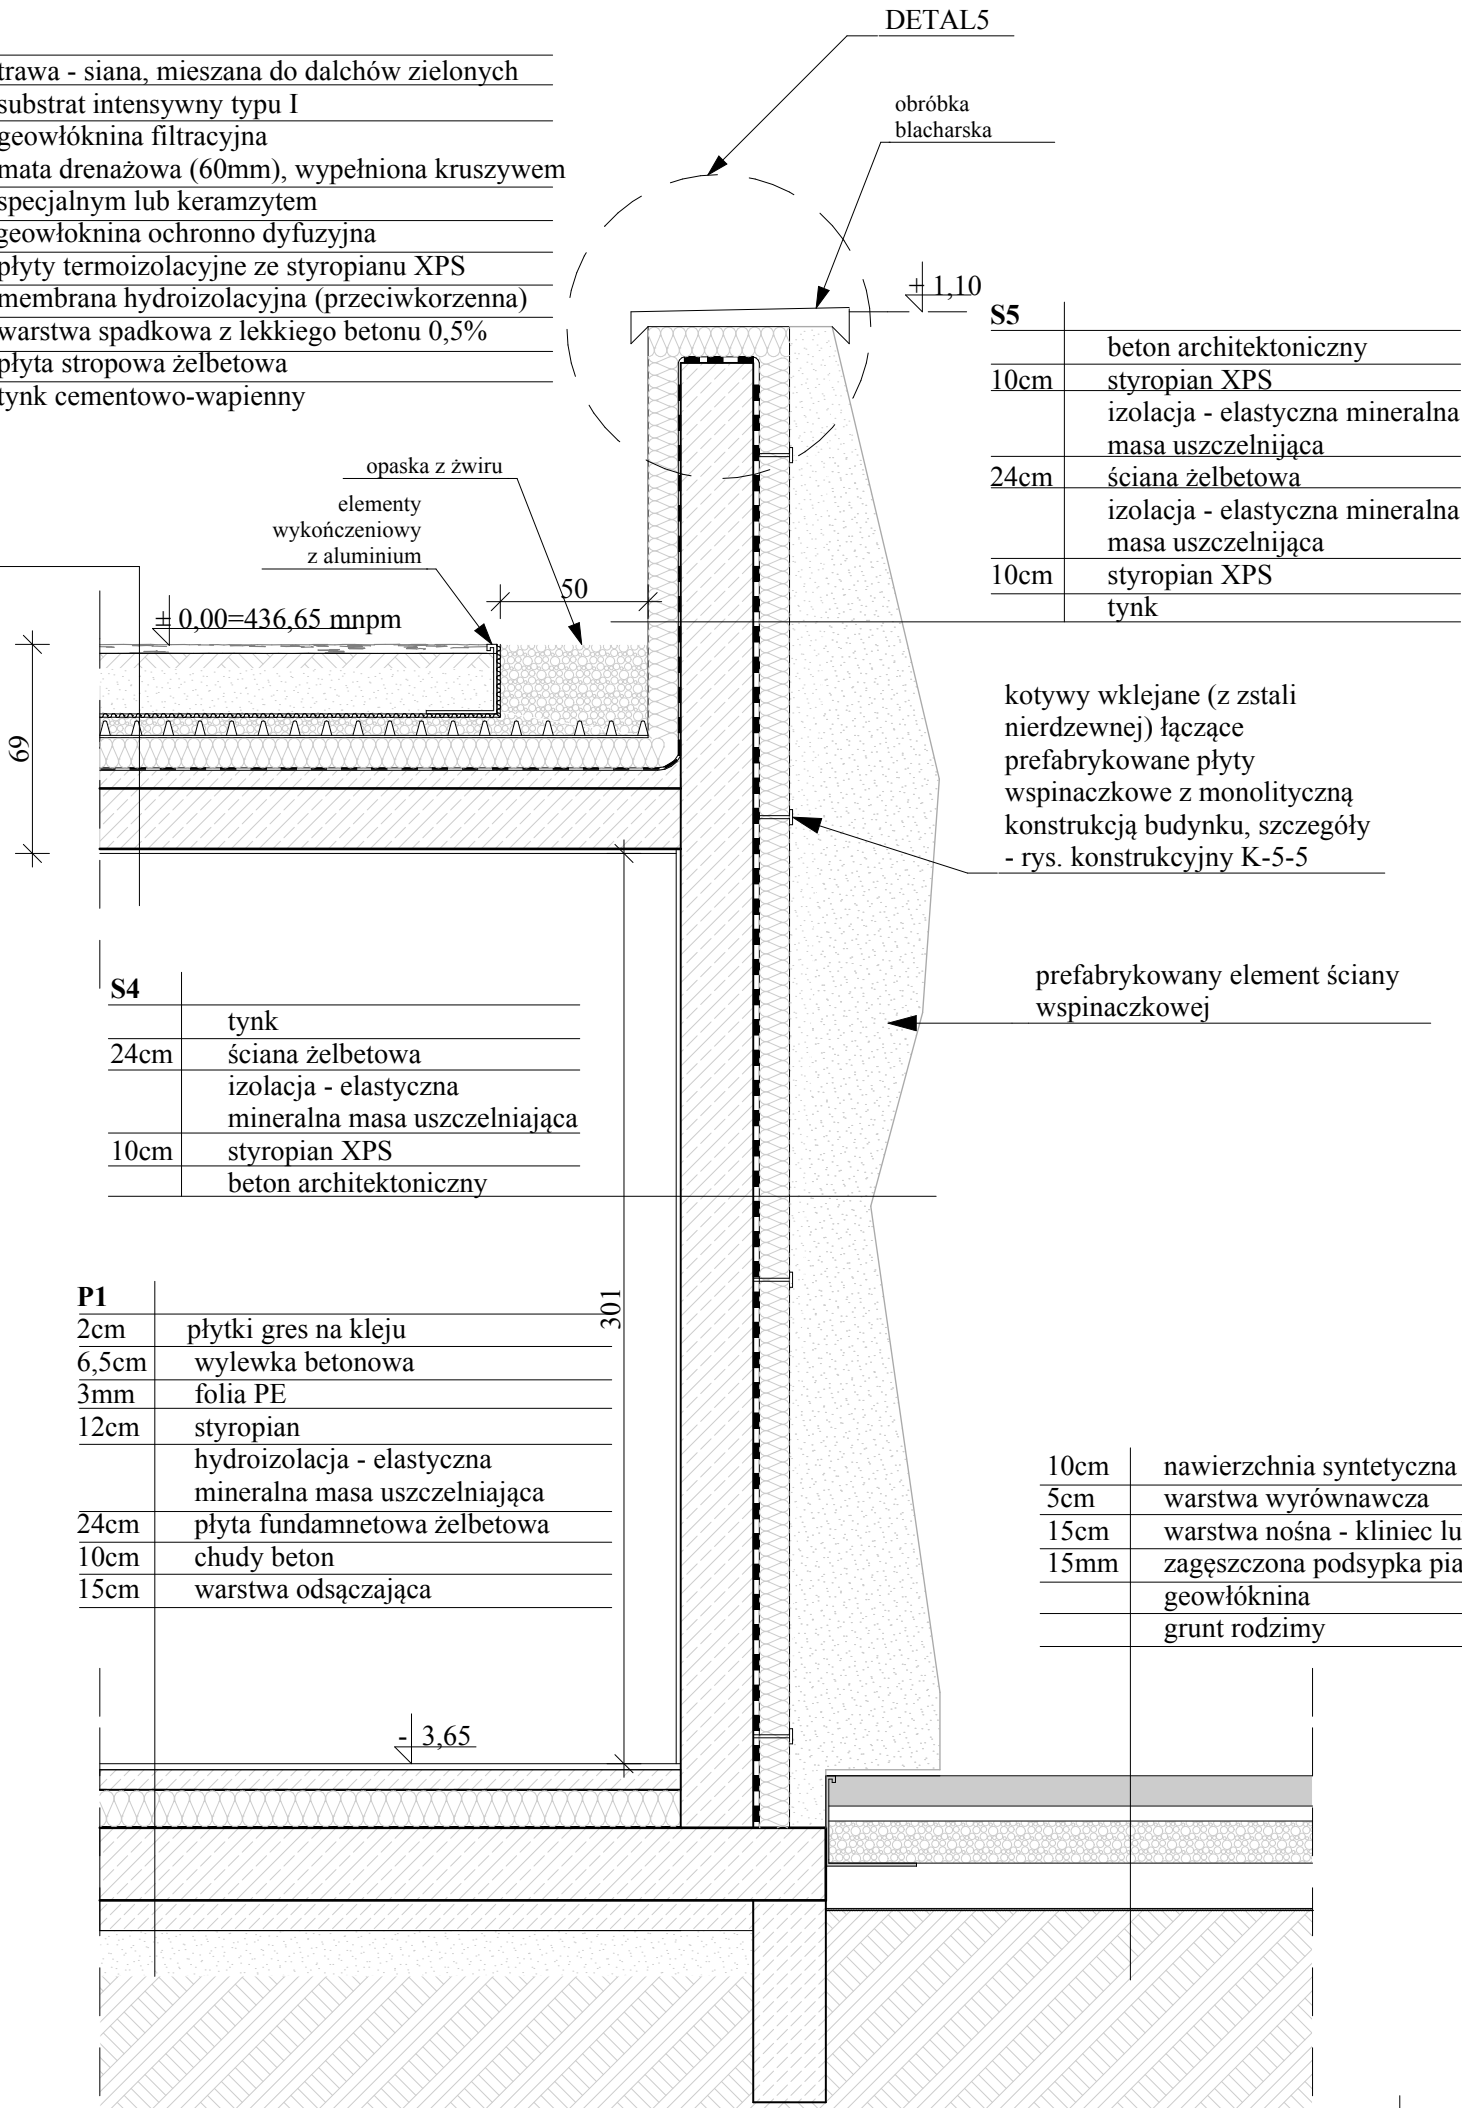 DETAL5
trawa - siana, mieszana do dalchów zielonych
substrat intensywny typu I
geowłóknina filtracyjna
mata drenażowa (60mm), wypełniona kruszywem
specjalnym lub keramzytem
geowłoknina ochronno dyfuzyjna
płyty termoizolacyjne ze styropianu XPS
membrana hydroizolacyjna (przeciwkorzenna)
warstwa spadkowa z lekkiego betonu 0,5%
płyta stropowa żelbetowa
tynk cementowo-wapienny
obróbka
blacharska
+ 1,10
S5
beton architektoniczny
10cm styropian XPS
izolacja - elastyczna mineralna
masa uszczelnijąca
24cm ściana żelbetowa
izolacja - elastyczna mineralna
masa uszczelnijąca
10cm styropian XPS
tynk
opaska z żwiru
elementy
wykończeniowy
z aluminium
50
± 0,00=436,65 mnpm
69
kotywy wklejane (z zstali
nierdzewnej) łączące
prefabrykowane płyty
wspinaczkowe z monolityczną
konstrukcją budynku, szczegóły
- rys. konstrukcyjny K-5-5
prefabrykowany element ściany
wspinaczkowej
S4
tynk
24cm ściana żelbetowa
izolacja - elastyczna
mineralna masa uszczelniająca
10cm styropian XPS
beton architektoniczny
301
P1
2cm płytki gres na kleju
6,5cm wylewka betonowa
3mm folia PE
12cm styropian
hydroizolacja - elastyczna
mineralna masa uszczelniająca
24cm płyta fundamnetowa żelbetowa
10cm chudy beton
15cm warstwa odsączająca
10cm nawierzchnia syntetyczna
5cm warstwa wyrównawcza
15cm warstwa nośna - kliniec lu
15mm zagęszczona podsypka pia
geowłóknina
grunt rodzimy
- 3,65